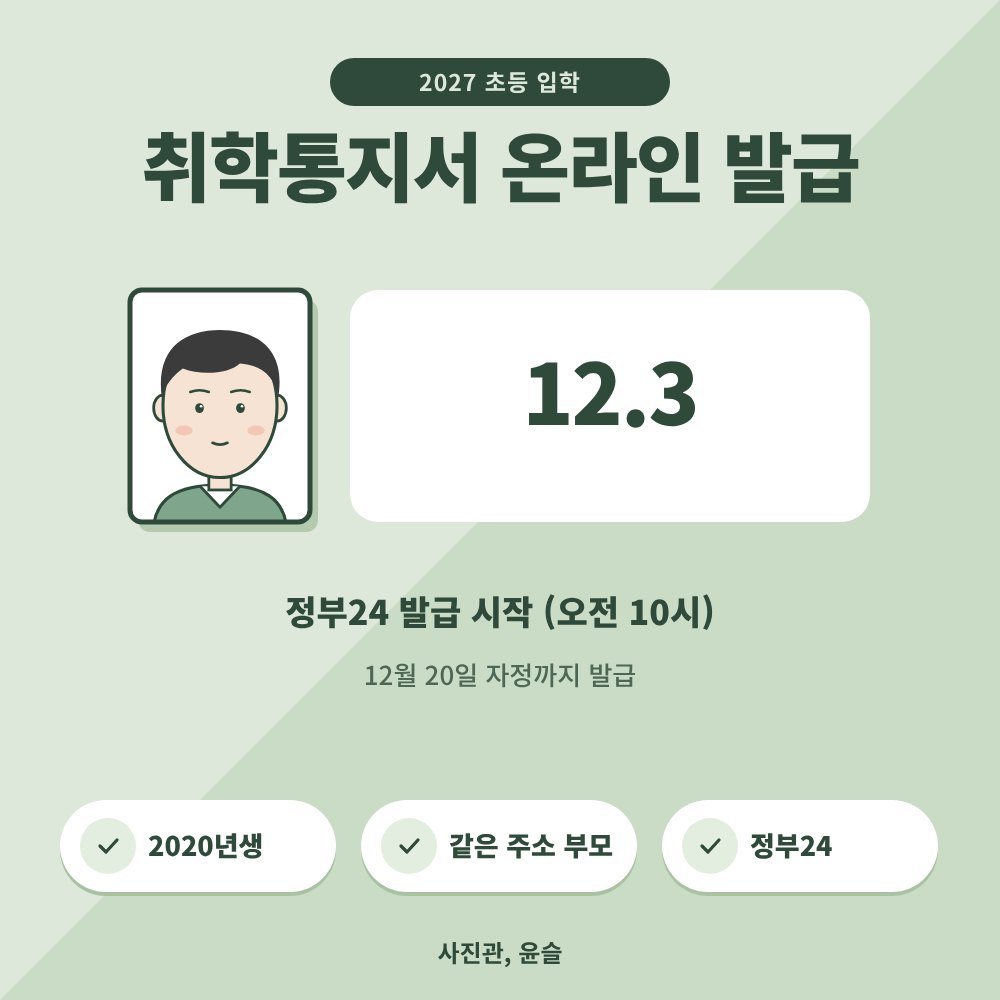 2027 초등 입학
취학통지서 온라인 발급
12.3
정부24 발급 시작 (오전 10시)
12월 20일 자정까지 발급
2020년생
같은 주소 부모
정부24
사진관, 윤슬